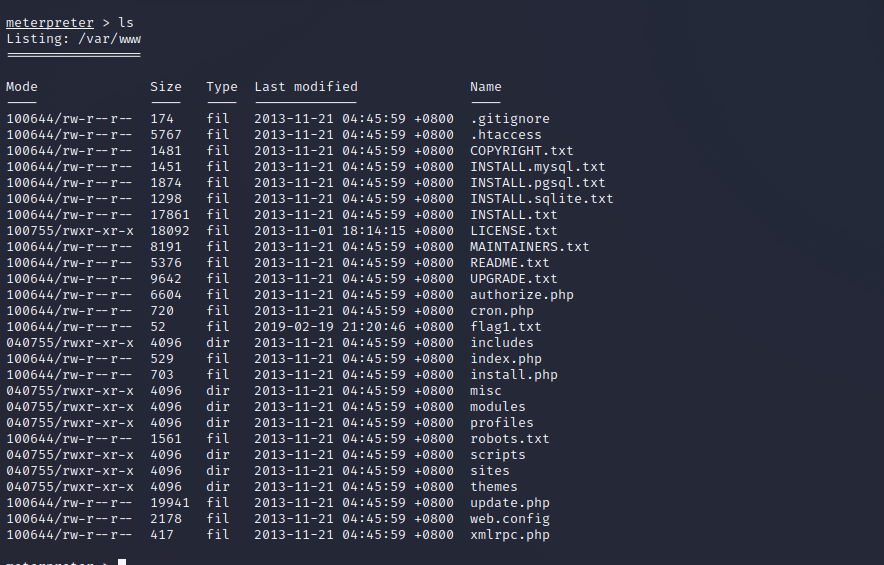 meterpreter > ls
Listing: /var/www
=================
Mode Size Type Last modified Name
---- ---- ---- ------------- ----
100644/rw-r--r-- 174 fil 2013-11-21 04:45:59 +0800 .gitignore
100644/rw-r--r-- 5767 fil 2013-11-21 04:45:59 +0800 .htaccess
100644/rw-r--r-- 1481 fil 2013-11-21 04:45:59 +0800 COPYRIGHT.txt
100644/rw-r--r-- 1451 fil 2013-11-21 04:45:59 +0800 INSTALL.mysql.txt
100644/rw-r--r-- 1874 fil 2013-11-21 04:45:59 +0800 INSTALL.pgsql.txt
100644/rw-r--r-- 1298 fil 2013-11-21 04:45:59 +0800 INSTALL.sqlite.txt
100644/rw-r--r-- 17861 fil 2013-11-21 04:45:59 +0800 INSTALL.txt
100755/rwxr-xr-x 18092 fil 2013-11-01 18:14:15 +0800 LICENSE.txt
100644/rw-r--r-- 8191 fil 2013-11-21 04:45:59 +0800 MAINTAINERS.txt
100644/rw-r--r-- 5376 fil 2013-11-21 04:45:59 +0800 README.txt
100644/rw-r--r-- 9642 fil 2013-11-21 04:45:59 +0800 UPGRADE.txt
100644/rw-r--r-- 6604 fil 2013-11-21 04:45:59 +0800 authorize.php
100644/rw-r--r-- 720 fil 2013-11-21 04:45:59 +0800 cron.php
100644/rw-r--r-- 52 fil 2019-02-19 21:20:46 +0800 flag1.txt
040755/rwxr-xr-x 4096 dir 2013-11-21 04:45:59 +0800 includes
100644/rw-r--r-- 529 fil 2013-11-21 04:45:59 +0800 index.php
100644/rw-r--r-- 703 fil 2013-11-21 04:45:59 +0800 install.php
040755/rwxr-xr-x 4096 dir 2013-11-21 04:45:59 +0800 misc
040755/rwxr-xr-x 4096 dir 2013-11-21 04:45:59 +0800 modules
040755/rwxr-xr-x 4096 dir 2013-11-21 04:45:59 +0800 profiles
100644/rw-r--r-- 1561 fil 2013-11-21 04:45:59 +0800 robots.txt
040755/rwxr-xr-x 4096 dir 2013-11-21 04:45:59 +0800 scripts
040755/rwxr-xr-x 4096 dir 2013-11-21 04:45:59 +0800 sites
040755/rwxr-xr-x 4096 dir 2013-11-21 04:45:59 +0800 themes
100644/rw-r--r-- 19941 fil 2013-11-21 04:45:59 +0800 update.php
100644/rw-r--r-- 2178 fil 2013-11-21 04:45:59 +0800 web.config
100644/rw-r--r-- 417 fil 2013-11-21 04:45:59 +0800 xmlrpc.php
meterpreter >